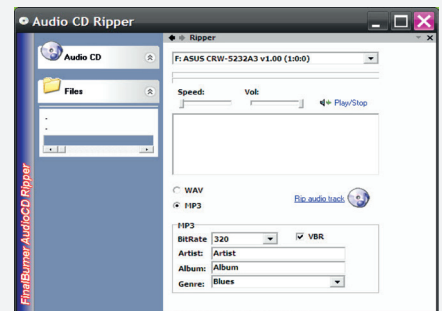 Audio CD Ripper
Ripper
Audio CD
Files
F: ASUS CRW-5232A3 v1.00 (1:0:0)
Speed:
Vol:
Play/Stop
WAV
MP3
Rip audio track
MP3
BitRate 320
VBR
Artist: Artist
Album: Album
Genre: Blues
FinalBurner AudioCD Ripper